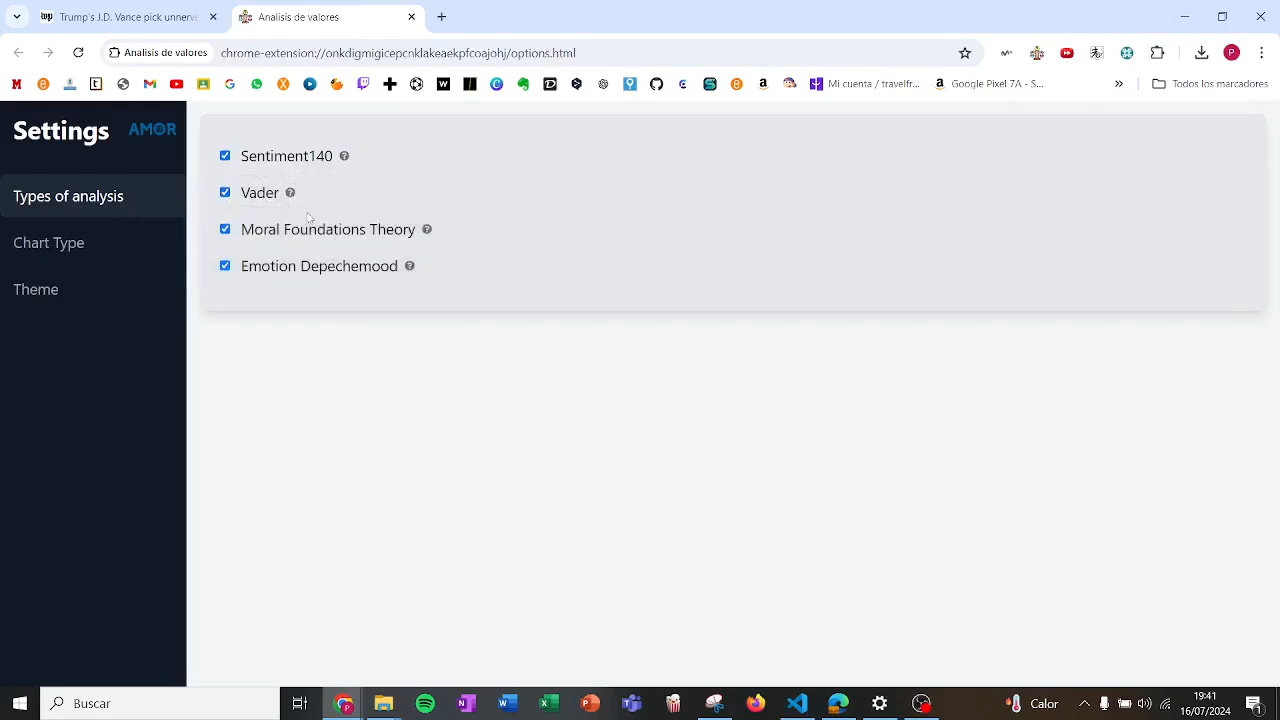 Trump's J.D. Vance pick unnerve
Analisis de valores
Analisis de valores
chrome-extension://onkdigmigicepcnklakeaekpfcoajohj/options.html
Mi cuenta / travelfr...
Google Pixel 7A - S...
Todos los marcadores
Settings
AMOR
Types of analysis
Chart Type
Theme
Sentiment140
Vader
Moral Foundations Theory
Emotion Depechemood
Buscar
Calor
19:41
16/07/2024